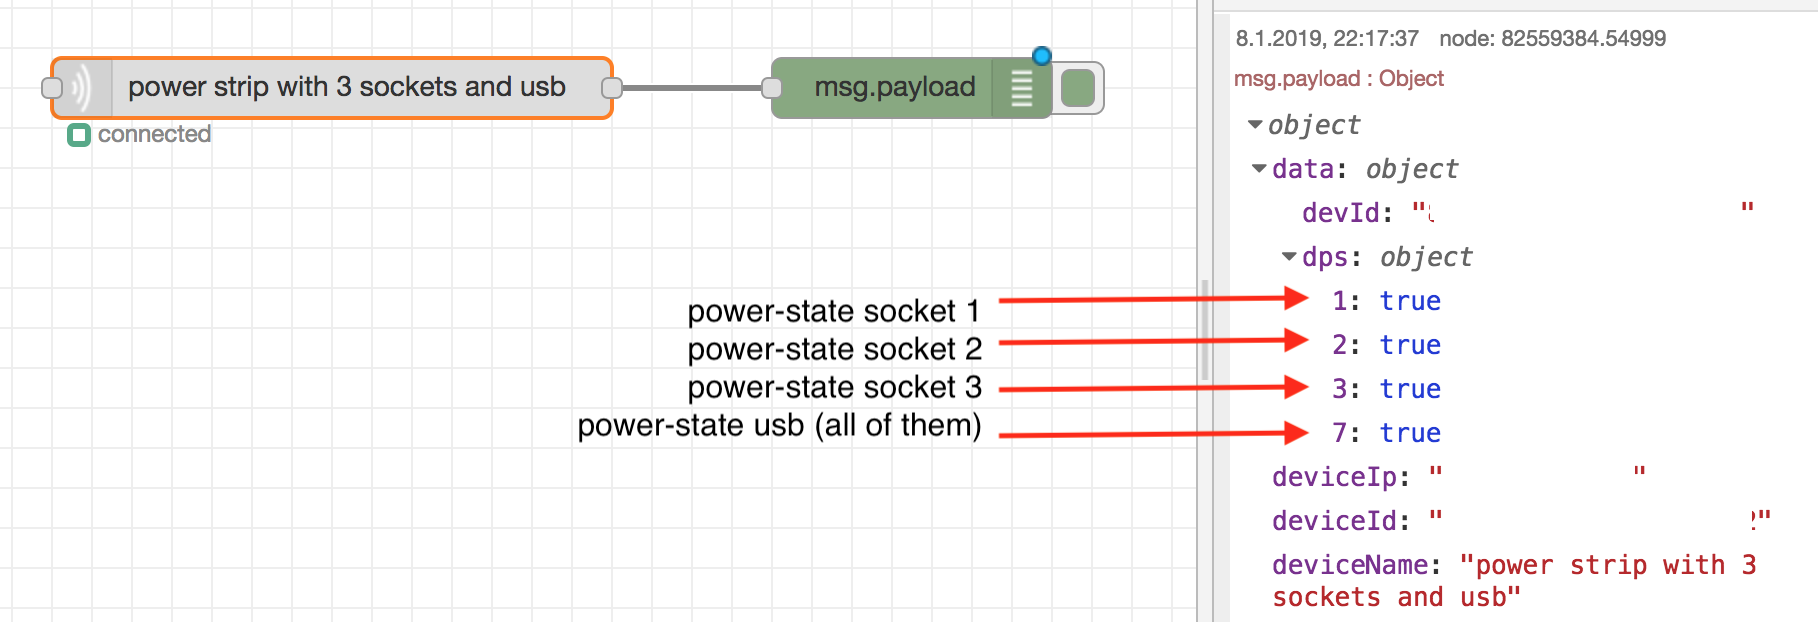 power strip with 3 sockets and usb
connected
msg.payload
power-state socket 1
power-state socket 2
power-state socket 3
power-state usb (all of them)
8.1.2019, 22:17:37 node: 82559384.54999
msg.payload : Object
object
data: object
devId: " "
dps: object
1: true
2: true
3: true
7: true
deviceIp: " "
deviceId: " "
deviceName: "power strip with 3
sockets and usb"